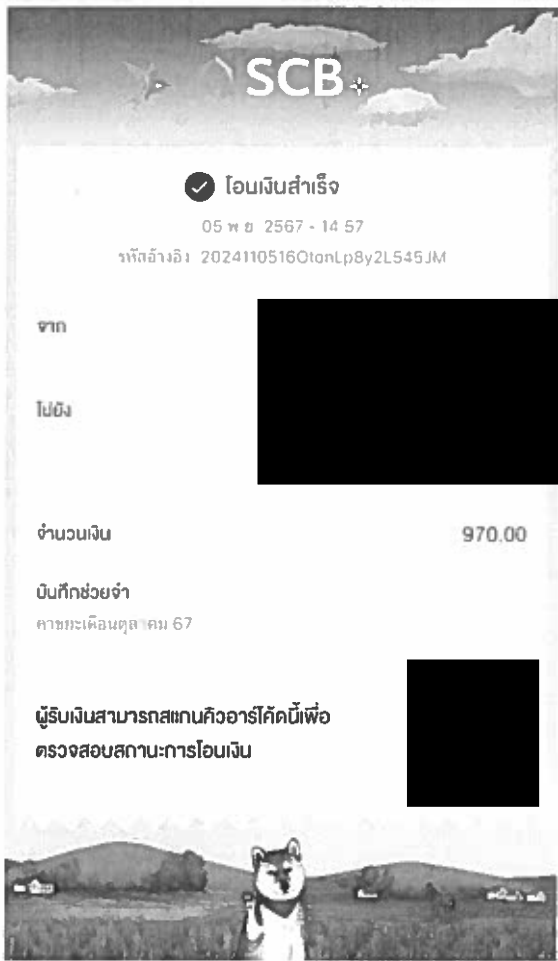 SCB
โอนเงินสำเร็จ
05 พ.ย. 2567 - 14:57
รหัสอ้างอิง 2024110516OtanLp8y2L545JM
จาก
ไปยัง
จำนวนเงิน 970.00
บันทึกช่วยจำ
ค่าขยะเดือนตุลาคม 67
ผู้รับเงินสามารถสแกนคิวอาร์โค้ดนี้เพื่อ
ตรวจสอบสถานะการโอนเงิน